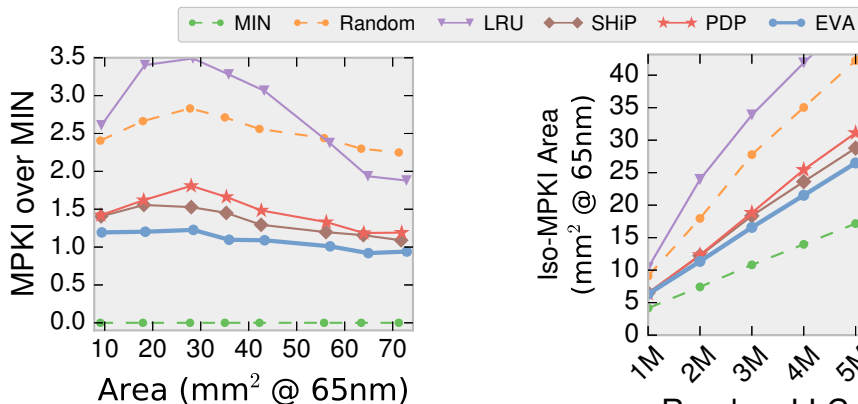 MIN Random LRU SHiP PDP EVA
MPKI over MIN
3.5
3.0
2.5
2.0
1.5
1.0
0.5
0.0
10 20 30 40 50 60 70
Area (mm² @ 65nm)
Iso-MPKI Area
(mm² @ 65nm)
40
35
30
25
20
15
10
5
0
1M 2M 3M 4M 5M